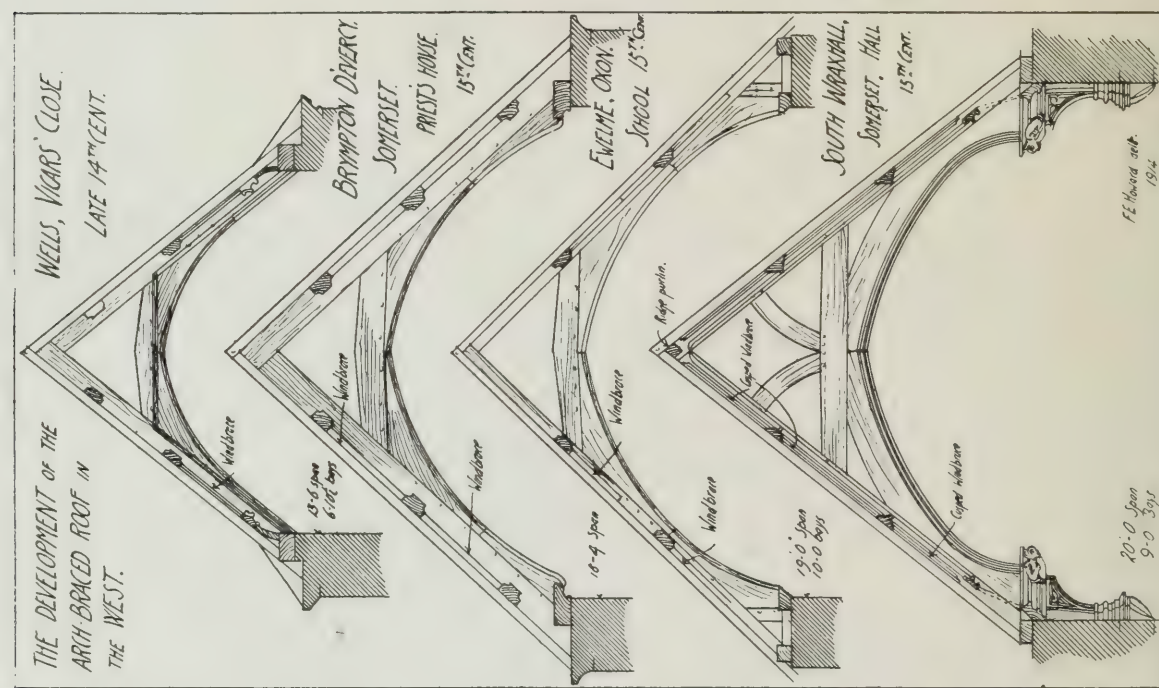 THE DEVELOPMENT OF THE
ARCH-BRACED ROOF IN
THE WEST.
WELLS, VICARS' CLOSE.
LATE 14TH CENT.
Windbrace
13-6 span
bays
BRYMPTON D'EVERCY.
SOMERSET.
PRIEST'S HOUSE.
15TH CENT.
Windbrace
Windbrace
18-4 span
EWELME, OXON.
SCHOOL 15TH CENT.
Windbrace
Windbrace
19.0" span
10.0 bays
SOUTH WRAXHALL,
SOMERSET. HALL
15TH CENT.
Ridge purlin.
Cusped Windbrace
Cusped Windbrace
20'-0 Span
9-0 Bays
F.E. Howard delt.
1914